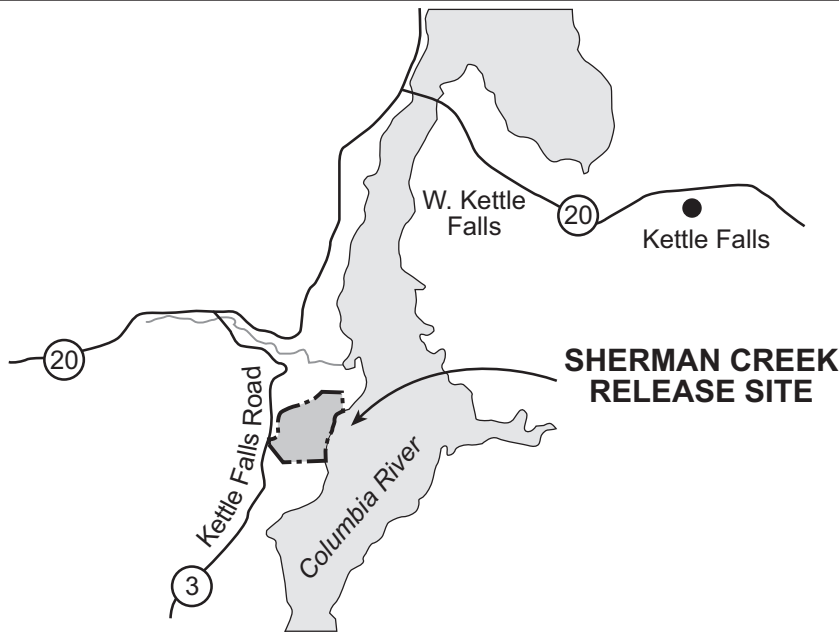 W. Kettle
Falls
20
Kettle Falls
20
SHERMAN CREEK
RELEASE SITE
Kettle Falls Road
Columbia River
3